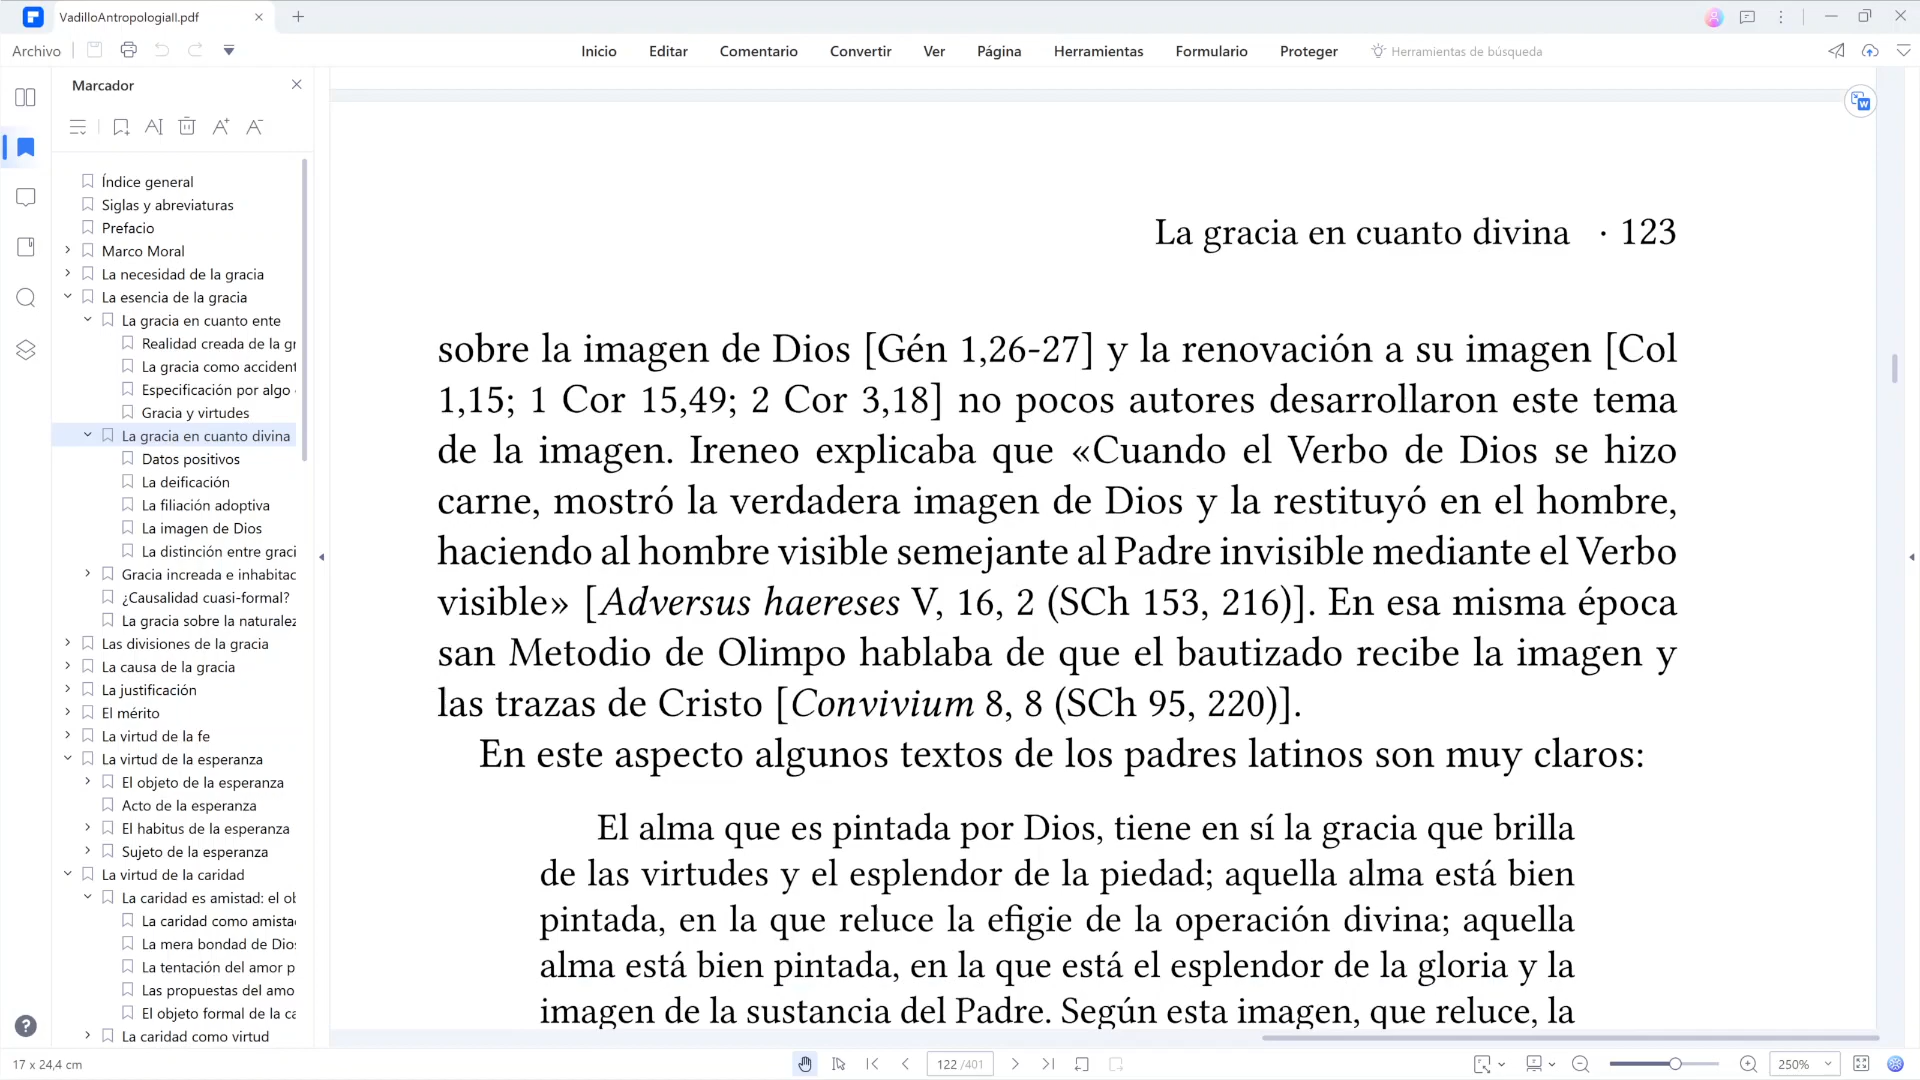 VadilloAntropologiaII.pdf
Archivo
Inicio
Editar
Comentario
Convertir
Ver
Página
Herramientas
Formulario
Proteger
Herramientas de búsqueda
Marcador
Índice general
Siglas y abreviaturas
Prefacio
Marco Moral
La necesidad de la gracia
La esencia de la gracia
La gracia en cuanto ente
Realidad creada de la gr
La gracia como accident
Especificación por algo
Gracia y virtudes
La gracia en cuanto divina
Datos positivos
La deificación
La filiación adoptiva
La imagen de Dios
La distinción entre graci
Gracia increada e inhabitac
¿Causalidad cuasi-formal?
La gracia sobre la naturalez
Las divisiones de la gracia
La causa de la gracia
La justificación
El mérito
La virtud de la fe
La virtud de la esperanza
El objeto de la esperanza
Acto de la esperanza
El habitus de la esperanza
Sujeto de la esperanza
La virtud de la caridad
La caridad es amistad: el ob
La caridad como amista
La mera bondad de Dio
La tentación del amor p
Las propuestas del amo
El objeto formal de la ca
La caridad como virtud
La gracia en cuanto divina · 123
sobre la imagen de Dios [Gén 1,26-27] y la renovación a su imagen [Col
1,15; 1 Cor 15,49; 2 Cor 3,18] no pocos autores desarrollaron este tema
de la imagen. Ireneo explicaba que «Cuando el Verbo de Dios se hizo
carne, mostró la verdadera imagen de Dios y la restituyó en el hombre,
haciendo al hombre visible semejante al Padre invisible mediante el Verbo
visible» [Adversus haereses V, 16, 2 (SCh 153, 216)]. En esa misma época
san Metodio de Olimpo hablaba de que el bautizado recibe la imagen y
las trazas de Cristo [Convivium 8, 8 (SCh 95, 220)].
En este aspecto algunos textos de los padres latinos son muy claros:
El alma que es pintada por Dios, tiene en sí la gracia que brilla
de las virtudes y el esplendor de la piedad; aquella alma está bien
pintada, en la que reluce la efigie de la operación divina; aquella
alma está bien pintada, en la que está el esplendor de la gloria y la
imagen de la sustancia del Padre. Según esta imagen, que reluce, la
17 x 24,4 cm
122 /401
250%